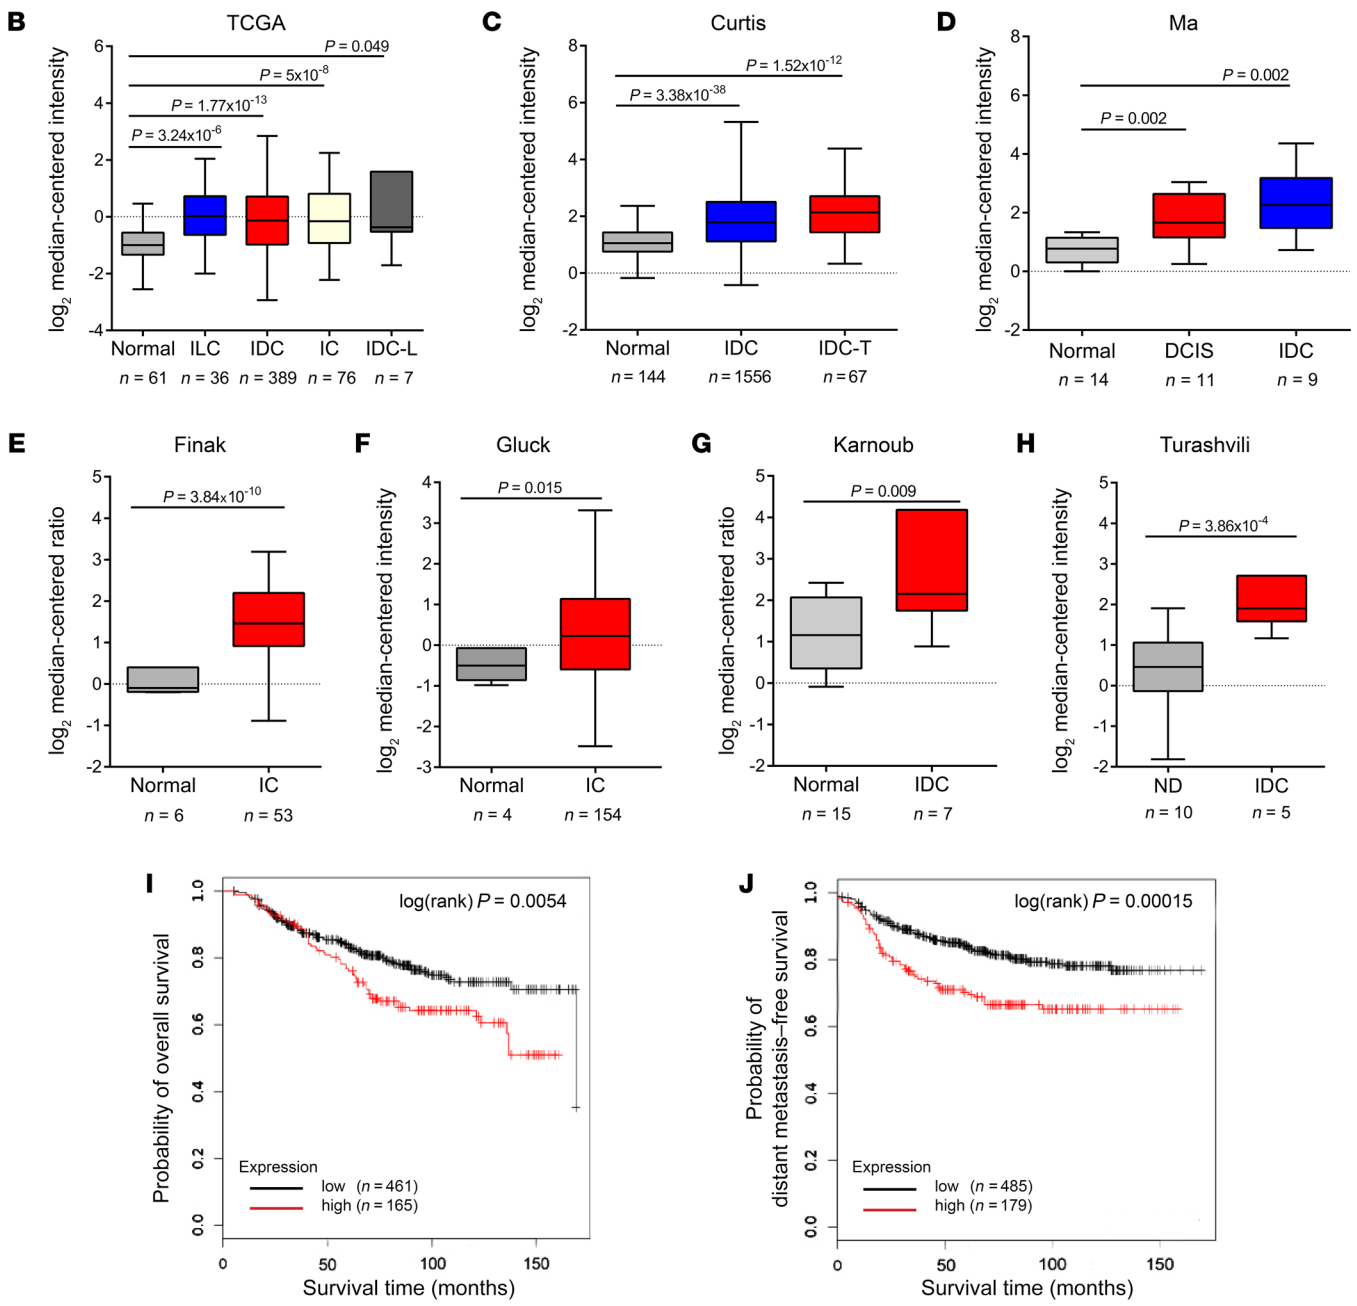 B
TCGA
log2 median-centered intensity
6
4
2
0
-2
-4
P = 0.049
P = 5x10-8
P = 1.77x10-13
P = 3.24x10-6
Normal ILC IDC IC IDC-L
n = 61 n = 36 n = 389 n = 76 n = 7
C
Curtis
log2 median-centered intensity
8
6
4
2
0
-2
P = 1.52x10-12
P = 3.38x10-38
Normal IDC IDC-T
n = 144 n = 1556 n = 67
D
Ma
log2 median-centered intensity
8
6
4
2
0
-2
P = 0.002
P = 0.002
Normal DCIS IDC
n = 14 n = 11 n = 9
E
Finak
log2 median-centered ratio
5
4
3
2
1
0
-1
-2
P = 3.84x10-10
Normal IC
n = 6 n = 53
F
Gluck
log2 median-centered intensity
4
3
2
1
0
-1
-2
-3
P = 0.015
Normal IC
n = 4 n = 154
G
Karnoub
log2 median-centered ratio
5
4
3
2
1
0
-1
-2
P = 0.009
Normal IDC
n = 15 n = 7
H
Turashvili
log2 median-centered intensity
5
4
3
2
1
0
-1
-2
P = 3.86x10-4
ND IDC
n = 10 n = 5
I
Probability of overall survival
1.0
0.8
0.6
0.4
0.2
0.0
log(rank) P = 0.0054
Expression
low (n = 461)
high (n = 165)
0 50 100 150
Survival time (months)
J
Probability of
distant metastasis–free survival
1.0
0.8
0.6
0.4
0.2
0.0
log(rank) P = 0.00015
Expression
low (n = 485)
high (n = 179)
0 50 100 150
Survival time (months)